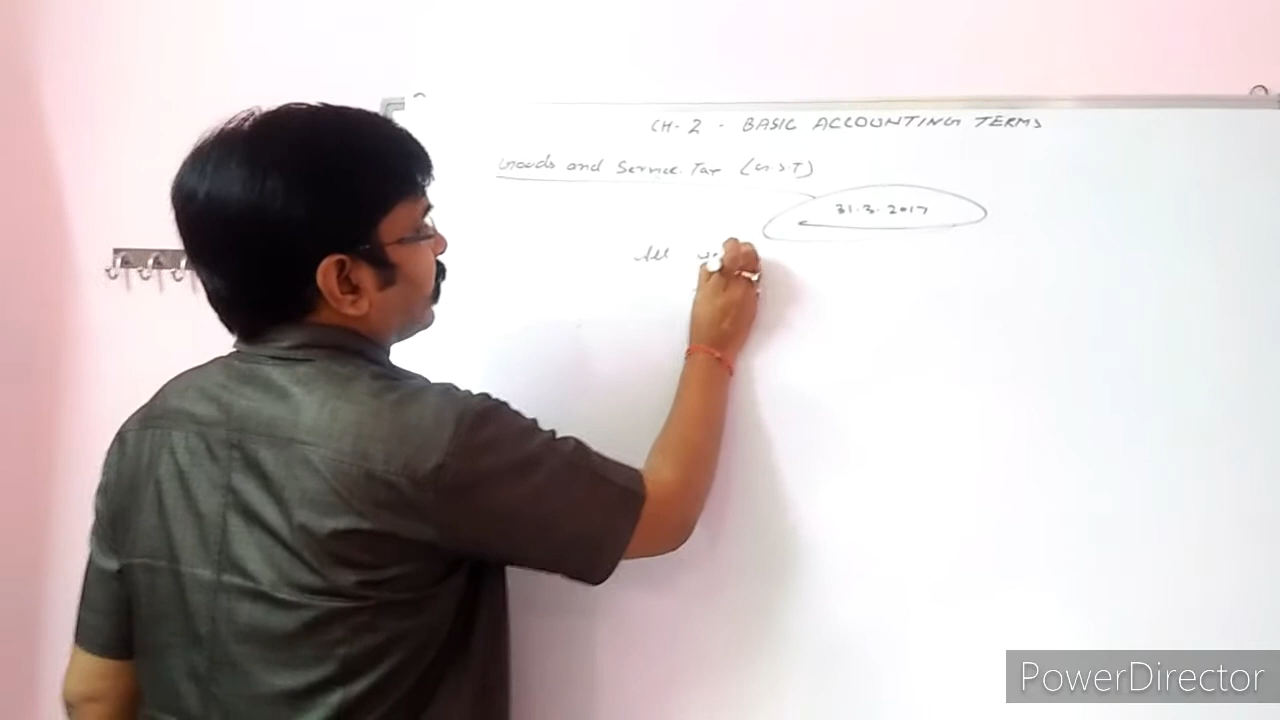 CH-2 - BASIC ACCOUNTING TERMS
Goods and Service Tax (G.S.T)
31.3.2017
All
PowerDirector